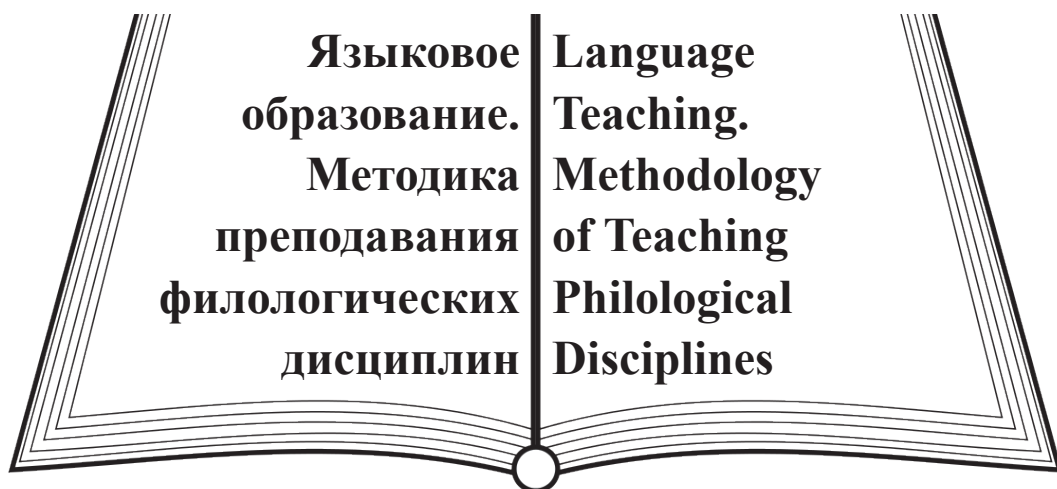 Языковое
образование.
Методика
преподавания
филологических
дисциплин
Language
Teaching.
Methodology
of Teaching
Philological
Disciplines